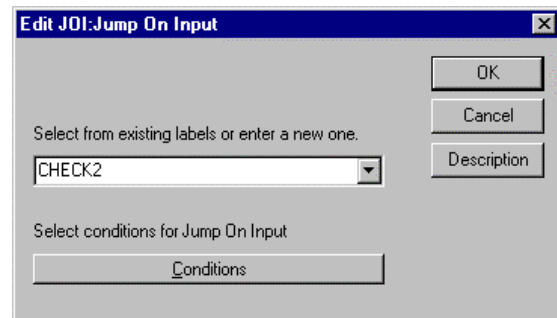 Edit JOI:Jump On Input
OK
Cancel
Select from existing labels or enter a new one.
CHECK2
Description
Select conditions for Jump On Input
Conditions